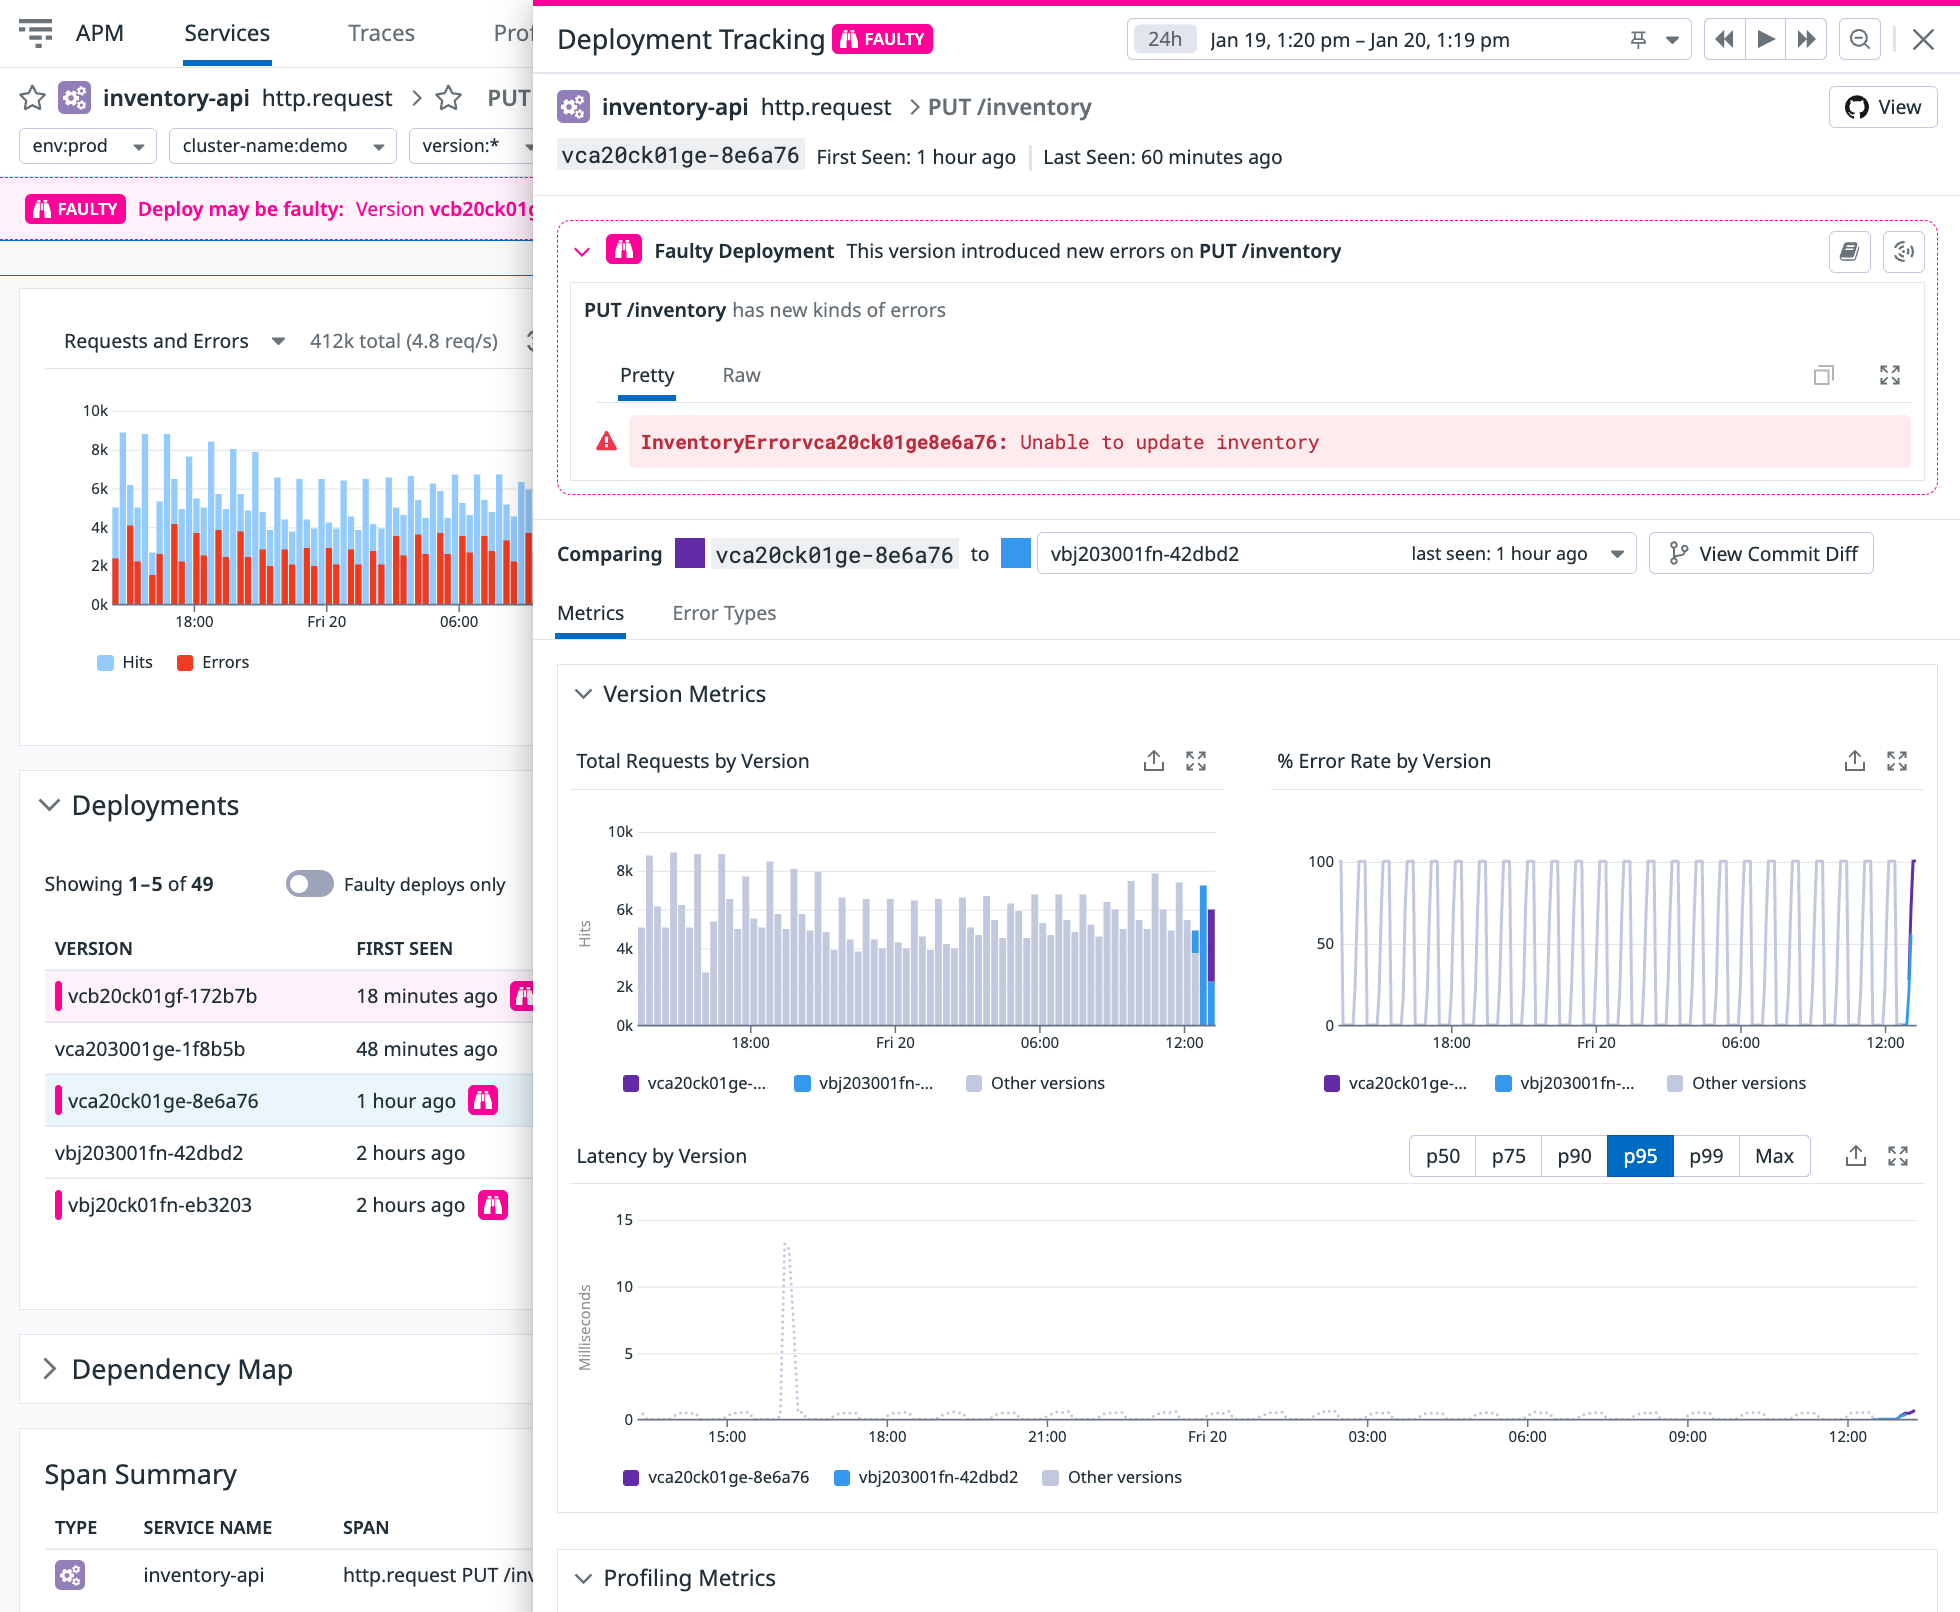 APM
Services
Traces
inventory-api http.request
PUT
env:prod
cluster-name:demo
version:*
FAULTY Deploy may be faulty: Version
Requests and Errors 412k total (4.8 req/s)
10k
8k
6k
4k
2k
0k
18:00 Fri 20 06:00
Hits Errors
Deployments
Showing 1–5 of 49
Faulty deploys only
VERSION FIRST SEEN
vcb20ck01gf-172b7b 18 minutes ago
vca203001ge-1f8b5b 48 minutes ago
vca20ck01ge-8e6a76 1 hour ago
vbj203001fn-42dbd2 2 hours ago
vbj20ck01fn-eb3203 2 hours ago
Dependency Map
Span Summary
TYPE SERVICE NAME SPAN
inventory-api http.request PUT
Deployment Tracking FAULTY
24h Jan 19, 1:20 pm – Jan 20, 1:19 pm
inventory-api http.request > PUT /inventory
View
vca20ck01ge-8e6a76 First Seen: 1 hour ago Last Seen: 60 minutes ago
Faulty Deployment This version introduced new errors on PUT /inventory
PUT /inventory has new kinds of errors
Pretty Raw
InventoryErrorvca20ck01ge8e6a76: Unable to update inventory
Comparing vca20ck01ge-8e6a76 to vbj203001fn-42dbd2 last seen: 1 hour ago
View Commit Diff
Metrics Error Types
Version Metrics
Total Requests by Version
Hits
10k
8k
6k
4k
2k
0k
18:00 Fri 20 06:00 12:00
vca20ck01ge-... vbj203001fn-... Other versions
% Error Rate by Version
100
50
0
18:00 Fri 20 06:00 12:00
vca20ck01ge-... vbj203001fn-... Other versions
Latency by Version
p50 p75 p90 p95 p99 Max
Milliseconds
15
10
5
0
15:00 18:00 21:00 Fri 20 03:00 06:00 09:00 12:00
vca20ck01ge-8e6a76 vbj203001fn-42dbd2 Other versions
Profiling Metrics